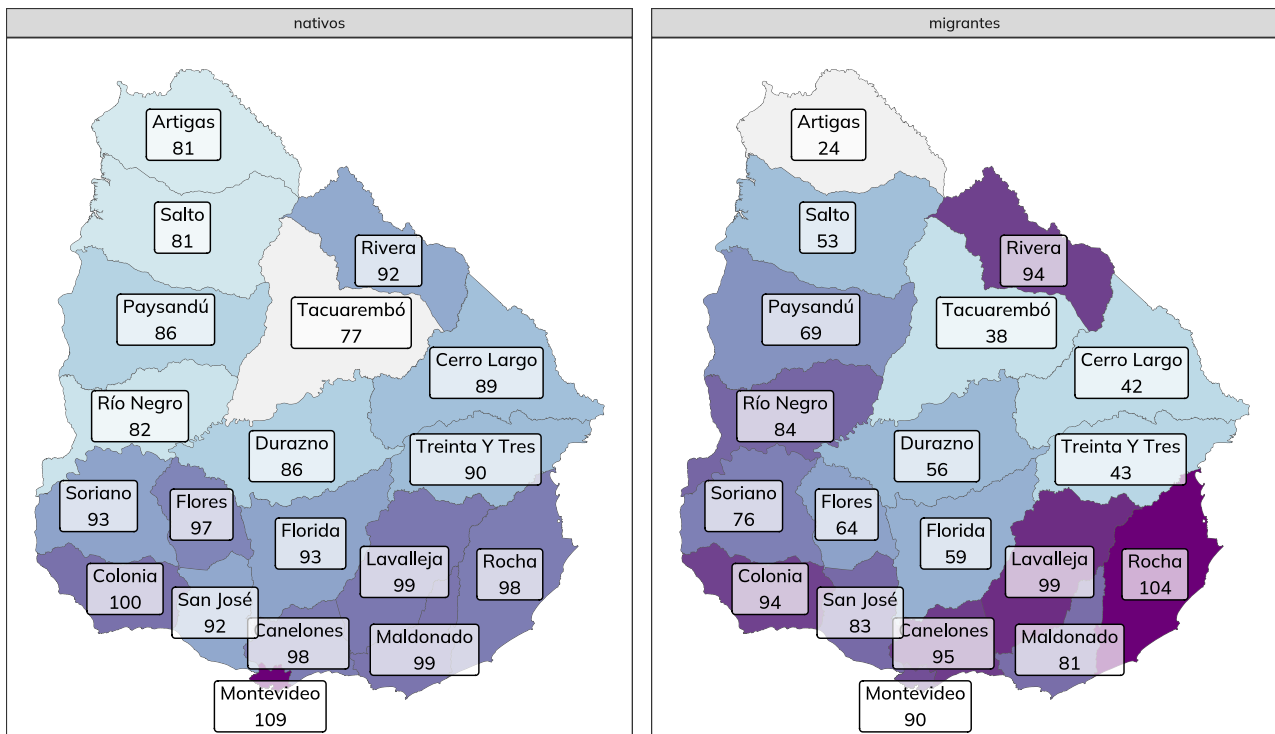 nativos
Artigas
81
Salto
81
Rivera
92
Paysandú
86
Tacuarembó
77
Cerro Largo
89
Río Negro
82
Durazno
86
Treinta Y Tres
90
Soriano
93
Flores
97
Florida
93
Lavalleja
99
Rocha
98
Colonia
100
San José
92
Canelones
98
Maldonado
99
Montevideo
109
migrantes
Artigas
24
Salto
53
Rivera
94
Paysandú
69
Tacuarembó
38
Cerro Largo
42
Río Negro
84
Durazno
56
Treinta Y Tres
43
Soriano
76
Flores
64
Florida
59
Lavalleja
99
Rocha
104
Colonia
94
San José
83
Canelones
95
Maldonado
81
Montevideo
90